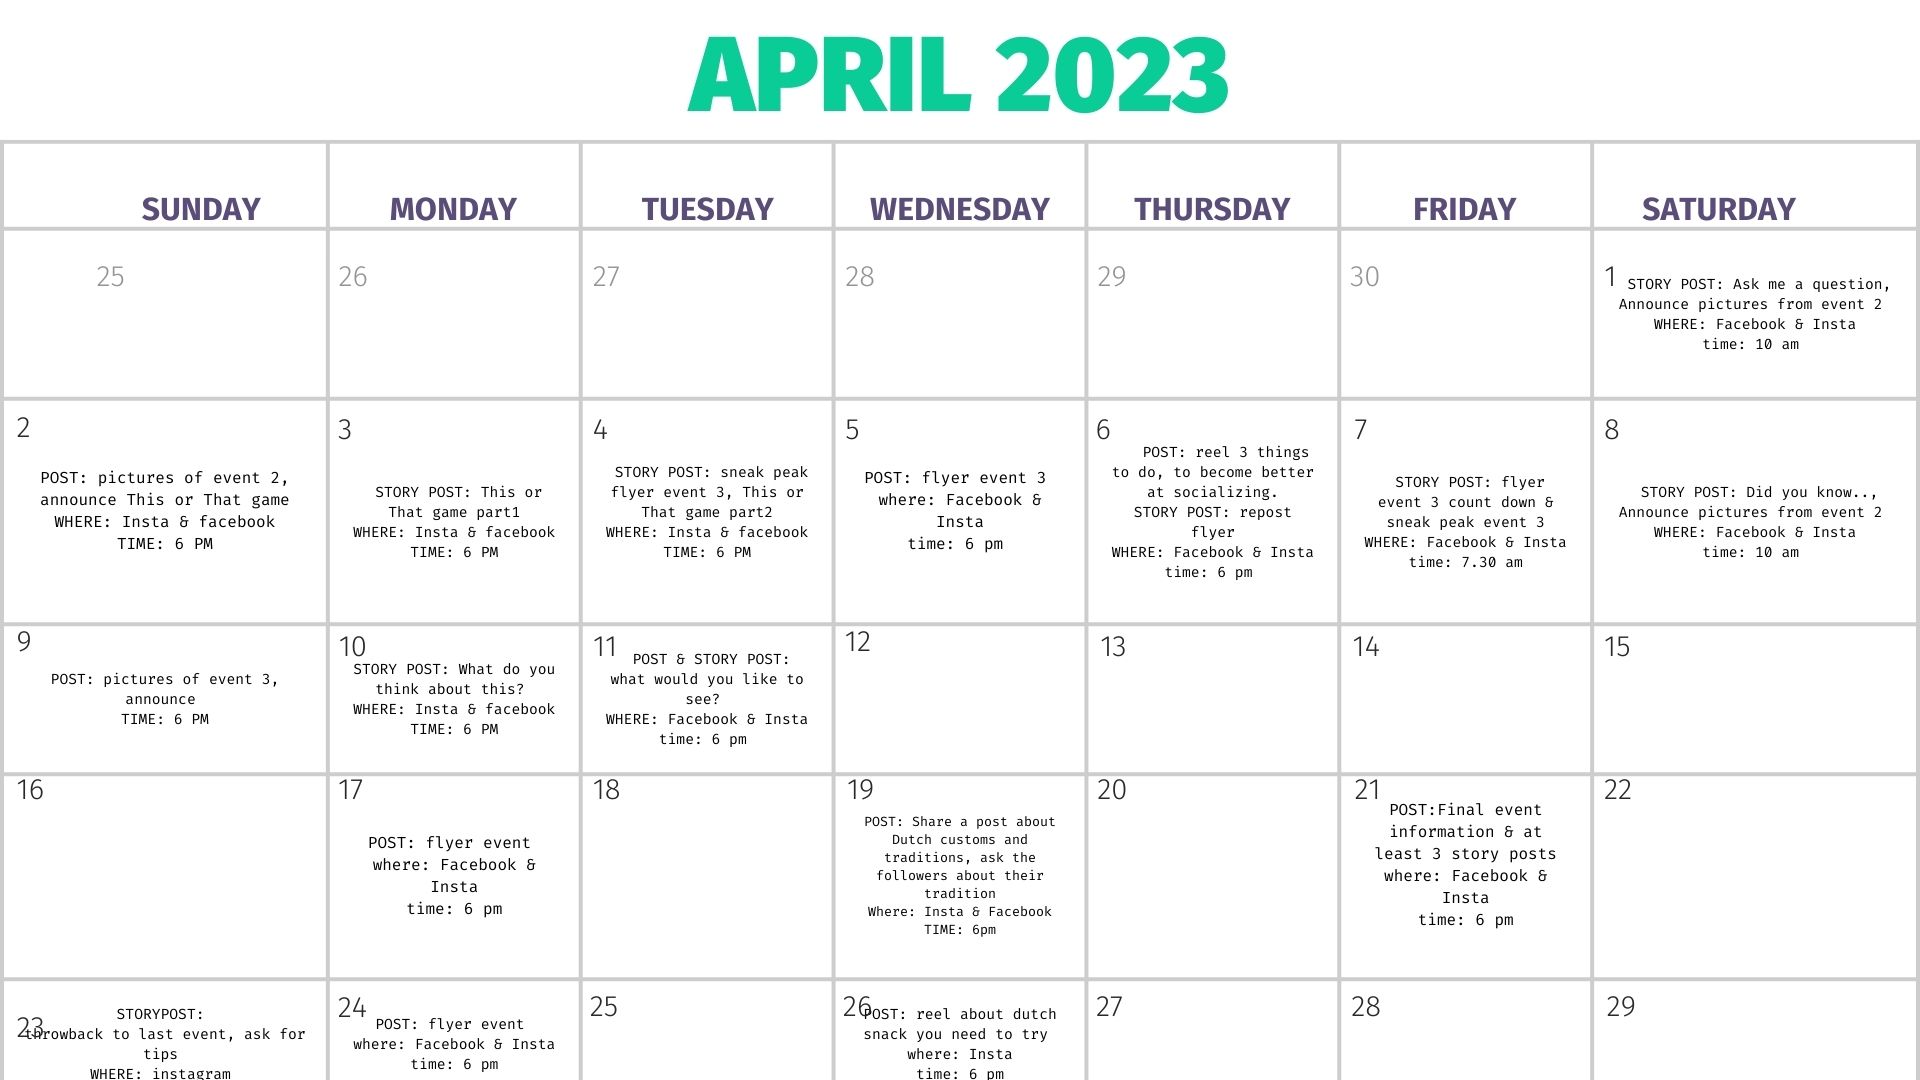 APRIL 2023
SUNDAY
MONDAY
TUESDAY
WEDNESDAY
THURSDAY
FRIDAY
SATURDAY
25
26
27
28
29
30
1
STORY POST: Ask me a question,
Announce pictures from event 2
WHERE: Facebook & Insta
time: 10 am
2
POST: pictures of event 2,
announce This or That game
WHERE: Insta & facebook
TIME: 6 PM
3
STORY POST: This or
That game part1
WHERE: Insta & facebook
TIME: 6 PM
4
STORY POST: sneak peak
flyer event 3, This or
That game part2
WHERE: Insta & facebook
TIME: 6 PM
5
POST: flyer event 3
where: Facebook &
Insta
time: 6 pm
6
POST: reel 3 things
to do, to become better
at socializing.
STORY POST: repost
flyer
WHERE: Facebook & Insta
time: 6 pm
7
STORY POST: flyer
event 3 count down &
sneak peak event 3
WHERE: Facebook & Insta
time: 7.30 am
8
STORY POST: Did you know..,
Announce pictures from event 2
WHERE: Facebook & Insta
time: 10 am
9
POST: pictures of event 3,
announce
TIME: 6 PM
10
STORY POST: What do you
think about this?
WHERE: Insta & facebook
TIME: 6 PM
11
POST & STORY POST:
what would you like to
see?
WHERE: Facebook & Insta
time: 6 pm
12
13
14
15
16
17
POST: flyer event
where: Facebook &
Insta
time: 6 pm
18
19
POST: Share a post about
Dutch customs and
traditions, ask the
followers about their
tradition
Where: Insta & Facebook
TIME: 6pm
20
21
POST:Final event
information & at
least 3 story posts
where: Facebook &
Insta
time: 6 pm
22
23
STORYPOST:
throwback to last event, ask for
tips
WHERE: instagram
24
POST: flyer event
where: Facebook & Insta
time: 6 pm
25
26
POST: reel about dutch
snack you need to try
where: Insta
time: 6 pm
27
28
29